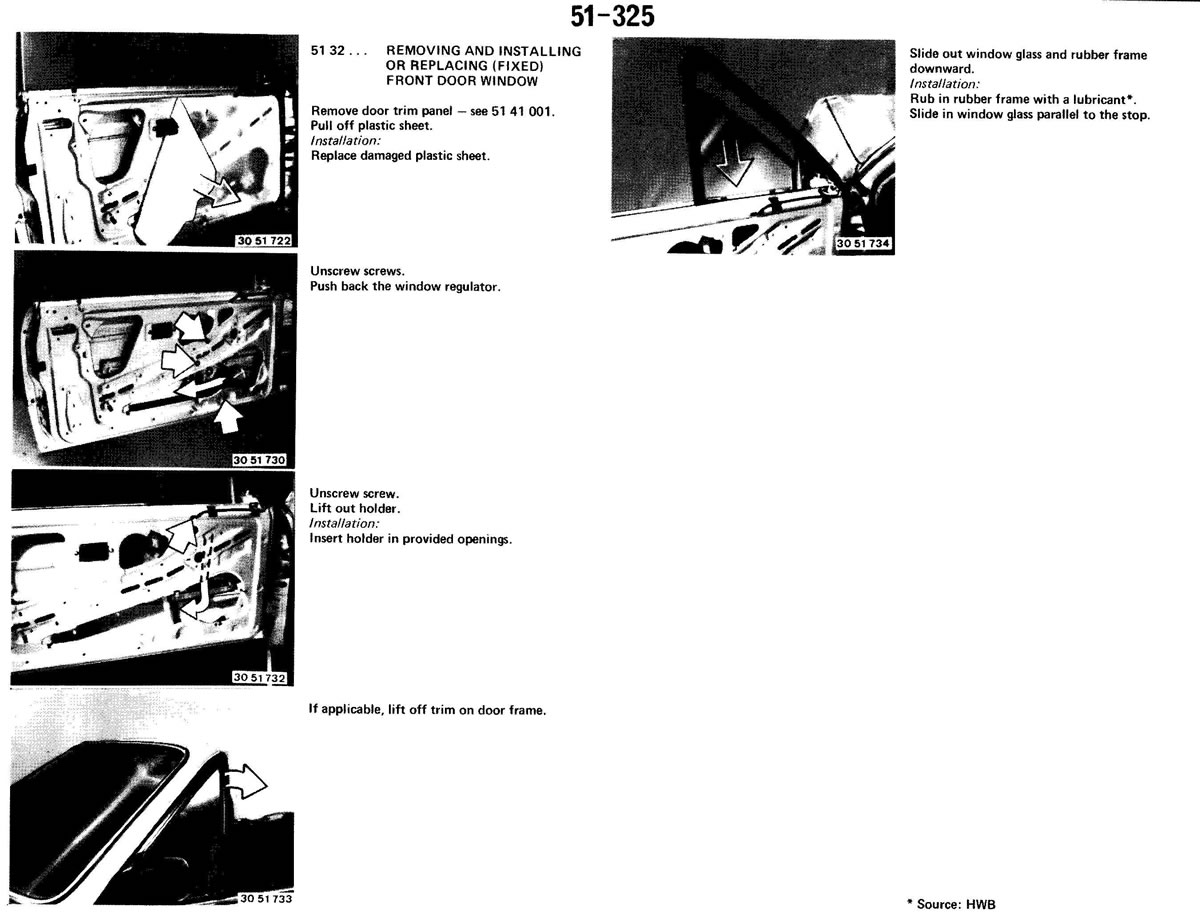 51-325
51 32 . . . REMOVING AND INSTALLING
OR REPLACING (FIXED)
FRONT DOOR WINDOW
Remove door trim panel – see 51 41 001.
Pull off plastic sheet.
Installation:
Replace damaged plastic sheet.
30 51 722
Unscrew screws.
Push back the window regulator.
30 51 730
Unscrew screw.
Lift out holder.
Installation:
Insert holder in provided openings.
30 51 732
If applicable, lift off trim on door frame.
30 51 733
Slide out window glass and rubber frame
downward.
Installation:
Rub in rubber frame with a lubricant*.
Slide in window glass parallel to the stop.
30 51 734
* Source: HWB